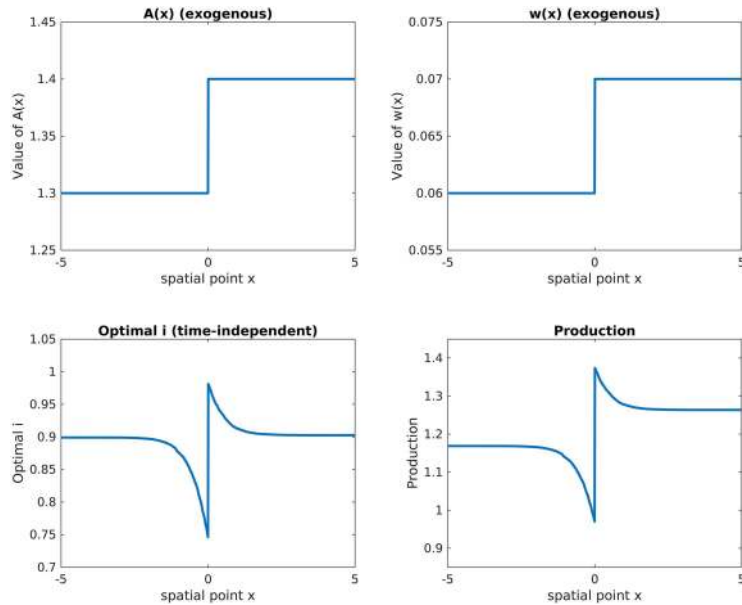 A(x) (exogenous)
1.45
1.4
1.35
1.3
1.25
Value of A(x)
-5 0 5
spatial point x
w(x) (exogenous)
0.075
0.07
0.065
0.06
0.055
Value of w(x)
-5 0 5
spatial point x
Optimal i (time-independent)
1.05
1
0.95
0.9
0.85
0.8
0.75
0.7
Optimal i
-5 0 5
spatial point x
Production
1.4
1.3
1.2
1.1
1
0.9
Production
-5 0 5
spatial point x